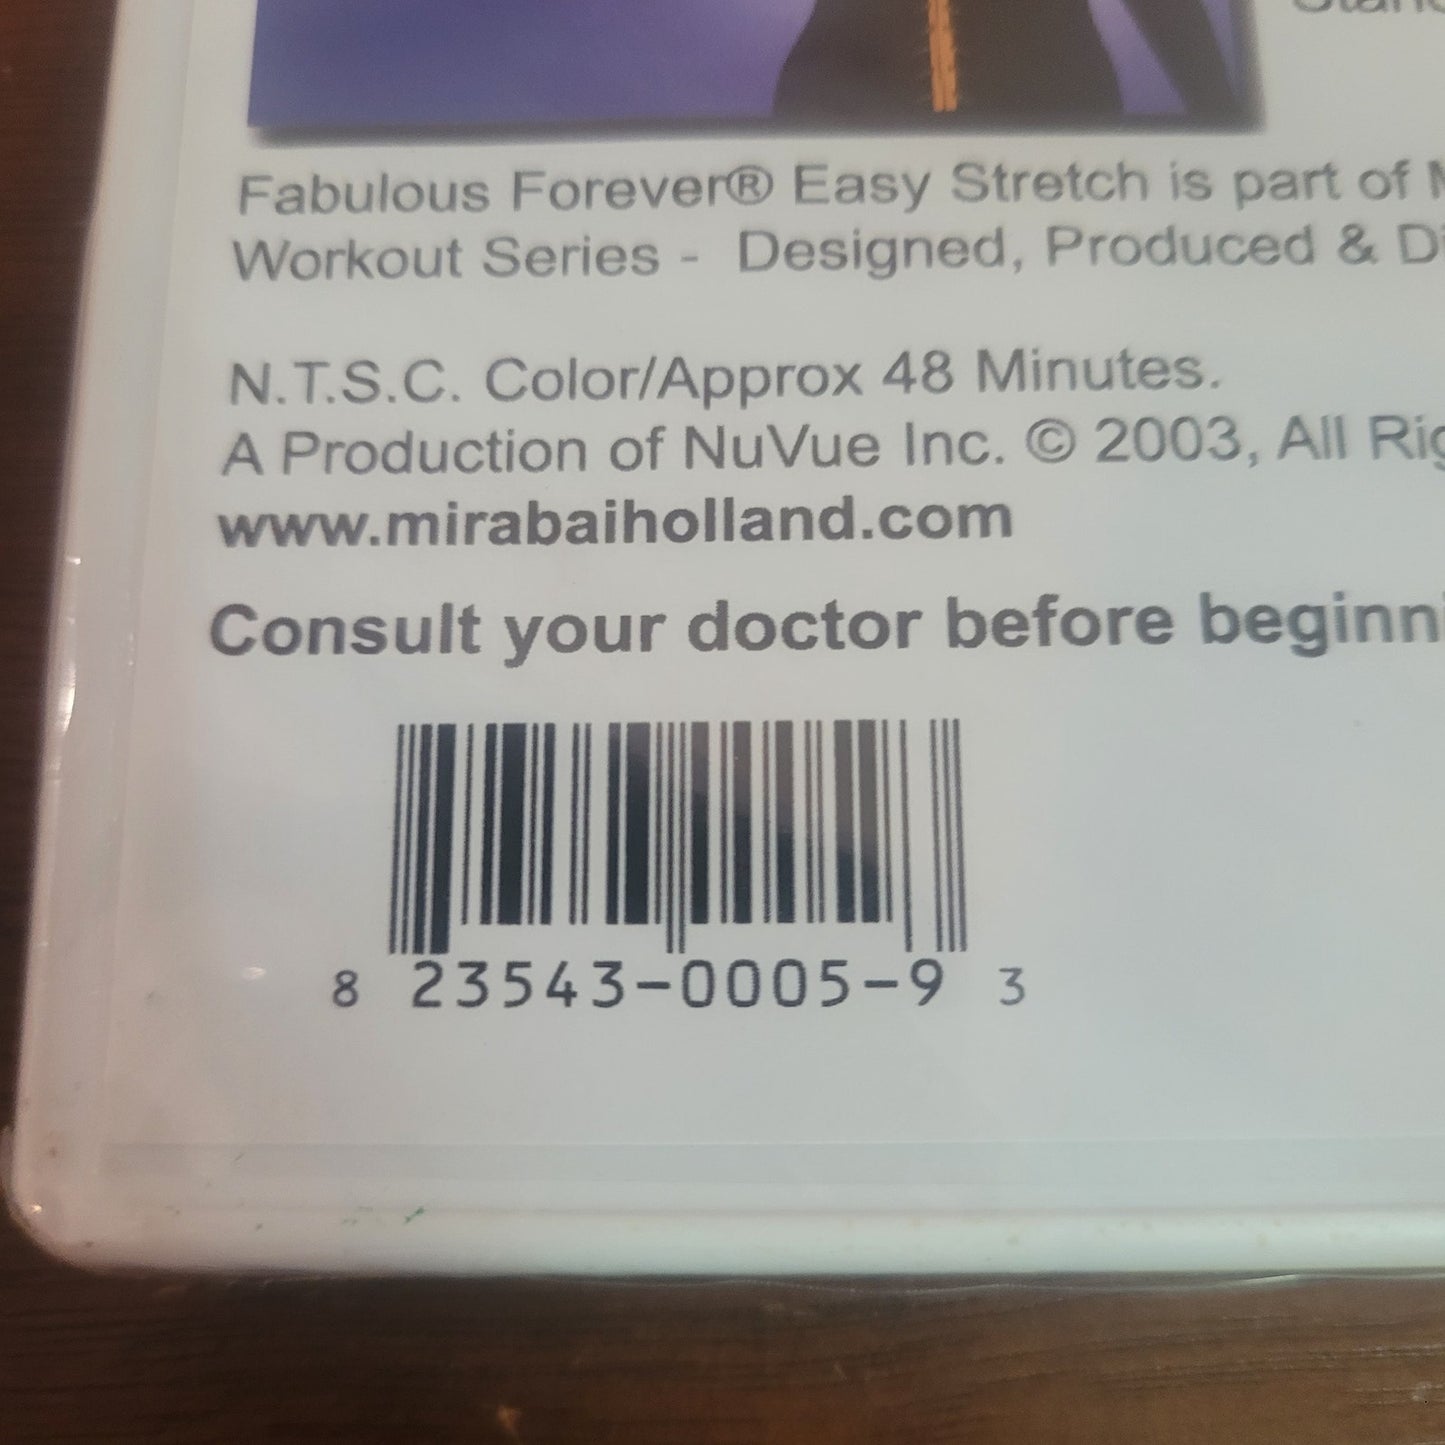 Fabulous Forever® Easy Stretch is part of
Workout Series - Designed, Produced &
N.T.S.C. Color/Approx 48 Minutes.
A Production of NuVue Inc. © 2003, All
www.mirabaiholland.com
Consult your doctor before beginni
8 23543-0005-9 3